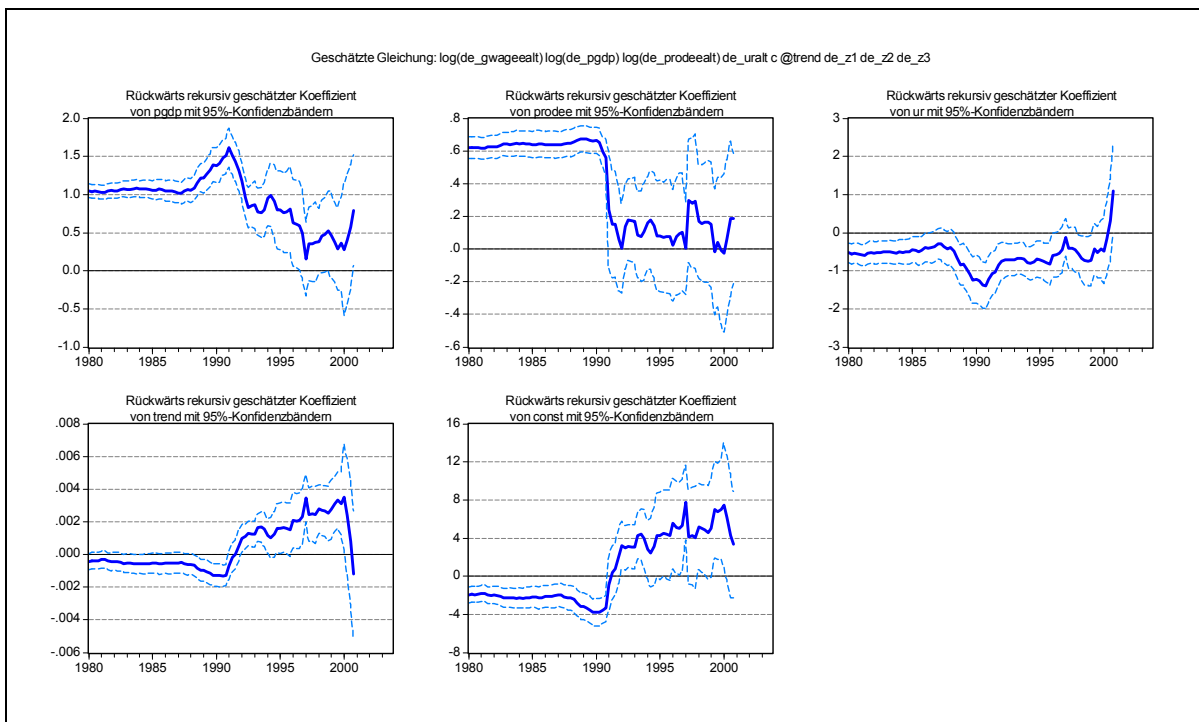 Geschätzte Gleichung: log(de_gwageealt) log(de_pgdp) log(de_prodeealt) de_uralt c @trend de_z1 de_z2 de_z3
Rückwärts rekursiv geschätzter Koeffizient
von pgdp mit 95%-Konfidenzbändern
2.0
1.5
1.0
0.5
0.0
-0.5
-1.0
1980 1985 1990 1995 2000
Rückwärts rekursiv geschätzter Koeffizient
von prodee mit 95%-Konfidenzbändern
.8
.6
.4
.2
.0
-.2
-.4
-.6
1980 1985 1990 1995 2000
Rückwärts rekursiv geschätzter Koeffizient
von ur mit 95%-Konfidenzbändern
3
2
1
0
-1
-2
-3
1980 1985 1990 1995 2000
Rückwärts rekursiv geschätzter Koeffizient
von trend mit 95%-Konfidenzbändern
.008
.006
.004
.002
.000
-.002
-.004
-.006
1980 1985 1990 1995 2000
Rückwärts rekursiv geschätzter Koeffizient
von const mit 95%-Konfidenzbändern
16
12
8
4
0
-4
-8
1980 1985 1990 1995 2000